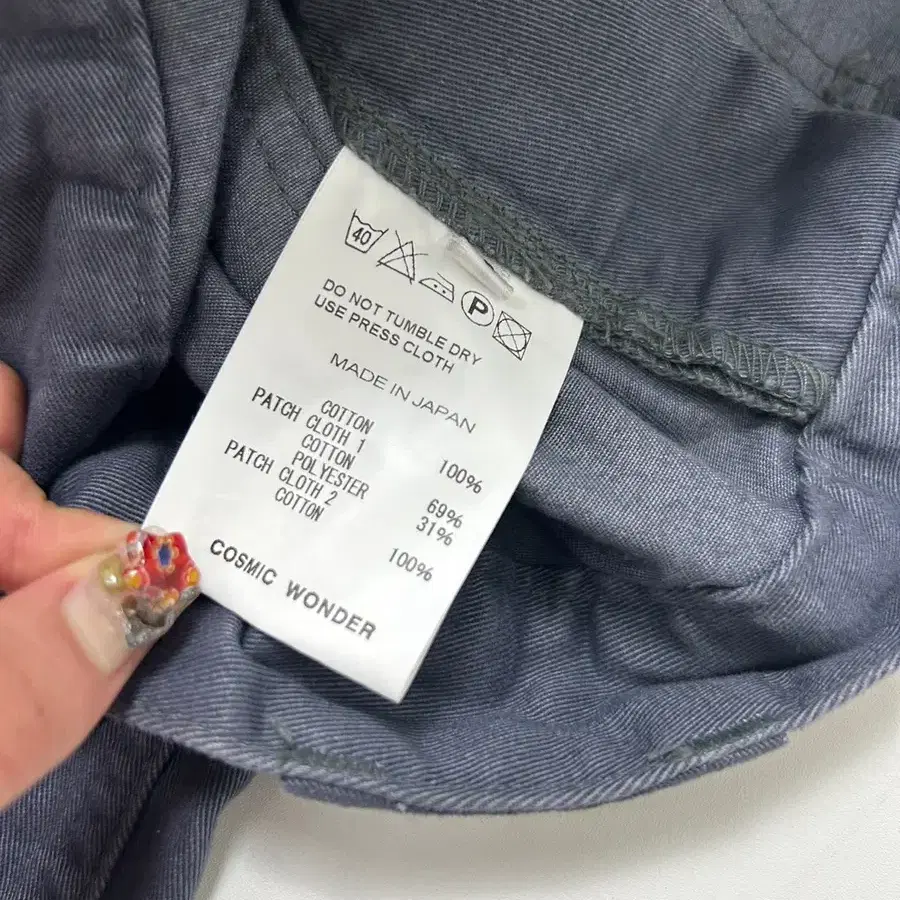 40
P
DO NOT TUMBLE DRY
USE PRESS CLOTH
MADE IN JAPAN
COTTON 100%
PATCH CLOTH 1
COTTON 69%
POLYESTER 31%
PATCH CLOTH 2
COTTON 100%
COSMIC WONDER